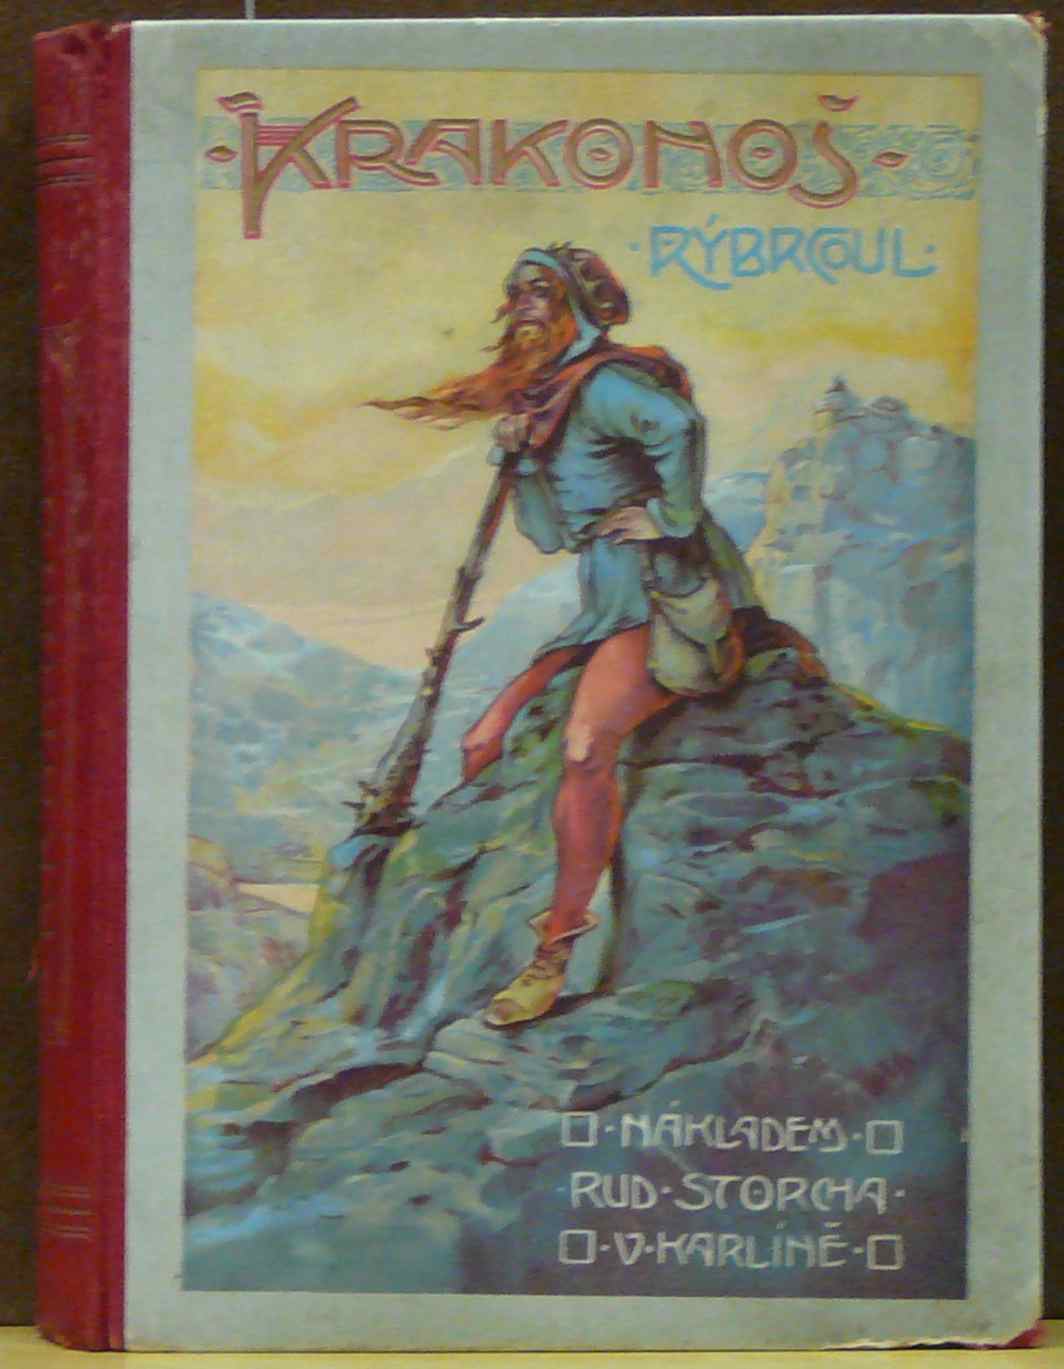 KRAKONOŠ
RÝBRCOUL
NÁKLADEM
RUD·STORCHA
V·KARLÍNĚ